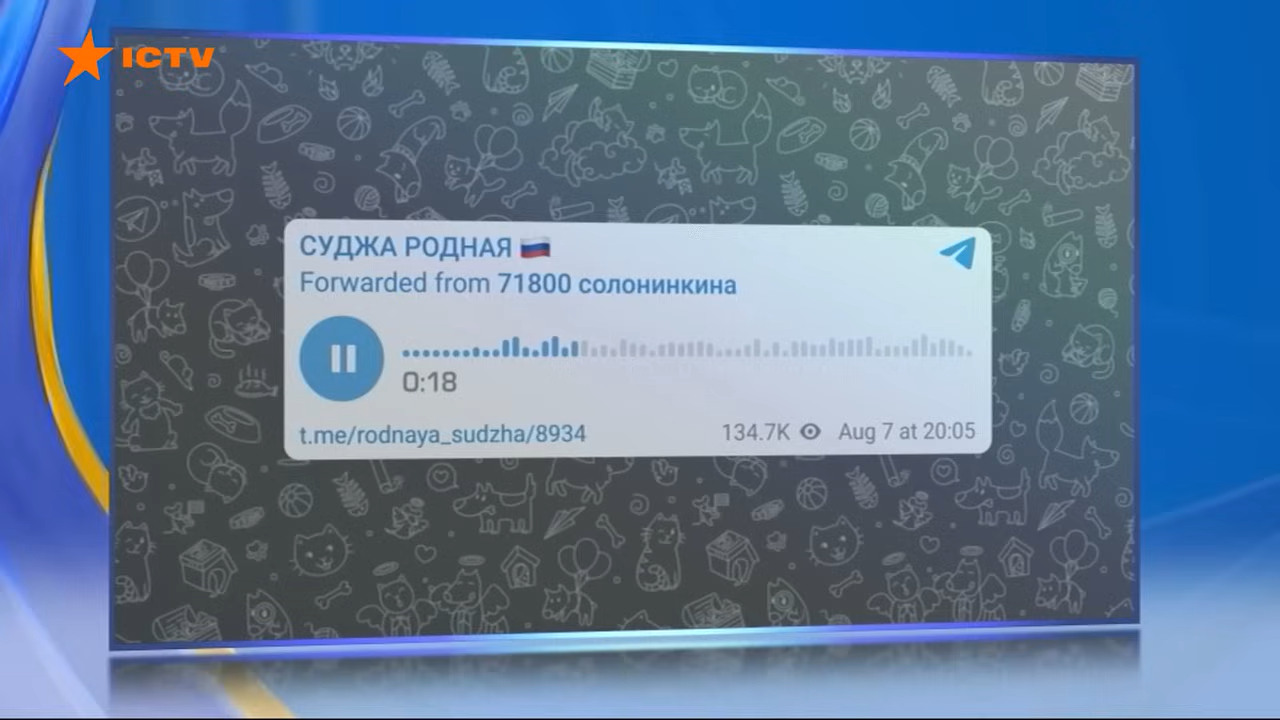 ICTV
СУДЖА РОДНАЯ
Forwarded from 71800 солонинкина
0:18
t.me/rodnaya_sudzha/8934
134.7K Aug 7 at 20:05